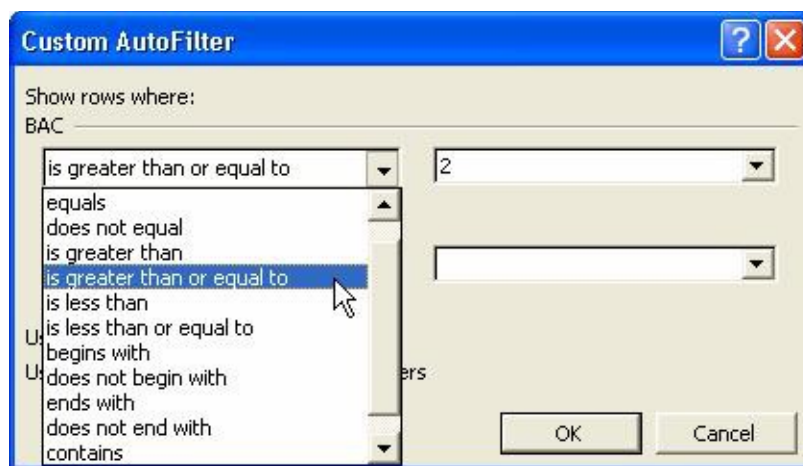 Custom AutoFilter
Show rows where:
BAC
is greater than or equal to 2
equals
does not equal
is greater than
is greater than or equal to
is less than
is less than or equal to
begins with
does not begin with
ends with
does not end with
contains
OK Cancel